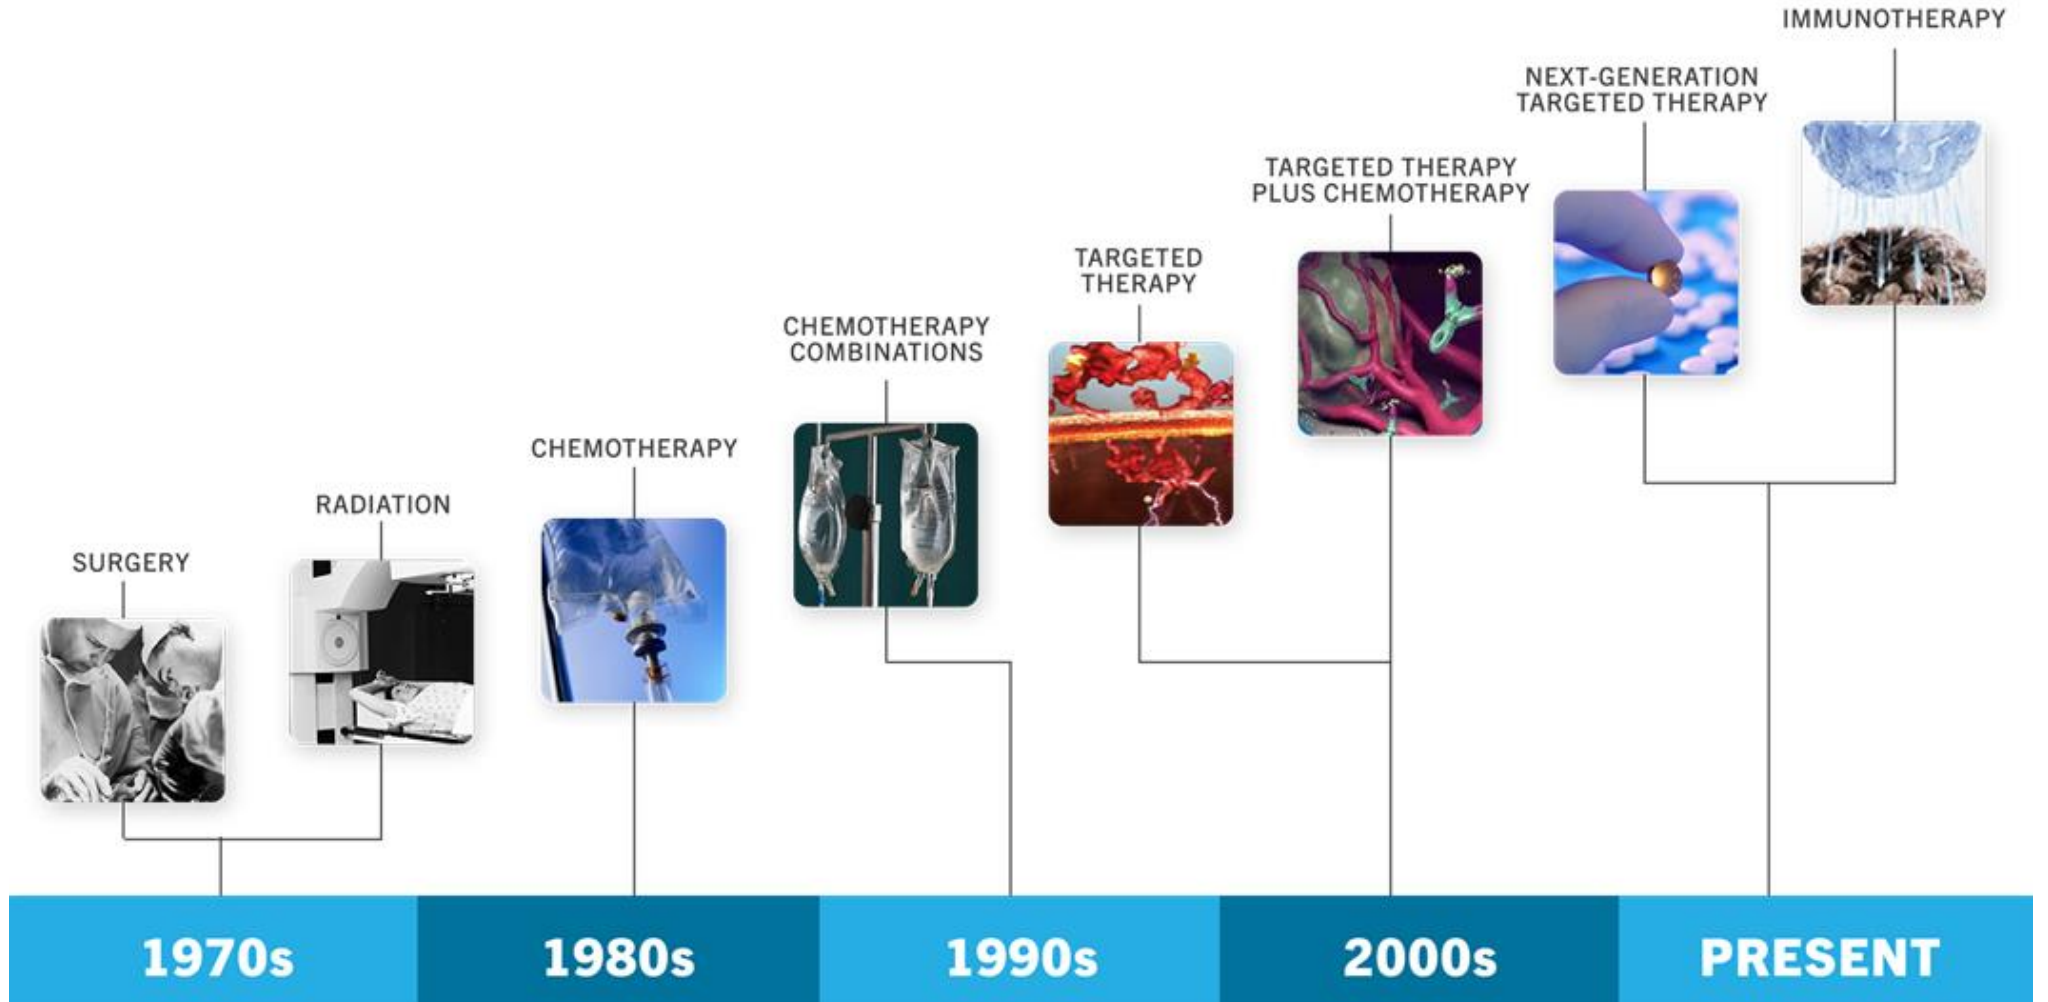 IMMUNOTHERAPY
NEXT-GENERATION
TARGETED THERAPY
TARGETED THERAPY
PLUS CHEMOTHERAPY
TARGETED
THERAPY
CHEMOTHERAPY
COMBINATIONS
CHEMOTHERAPY
RADIATION
SURGERY
1970s
1980s
1990s
2000s
PRESENT